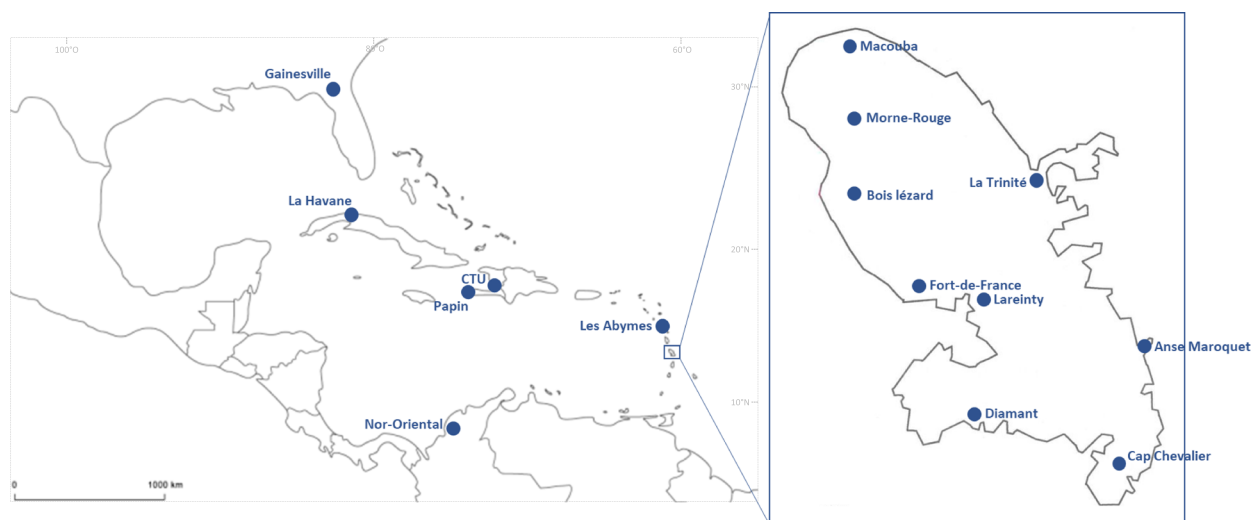 100°O
80°O
60°O
Gainesville
30°N
La Havane
20°N
CTU
Papin
Les Abymes
10°N
Nor-Oriental
0
1000 km
Macouba
Morne-Rouge
La Trinité
Bois lézard
Fort-de-France
Lareinty
Anse Maroquet
Diamant
Cap Chevalier